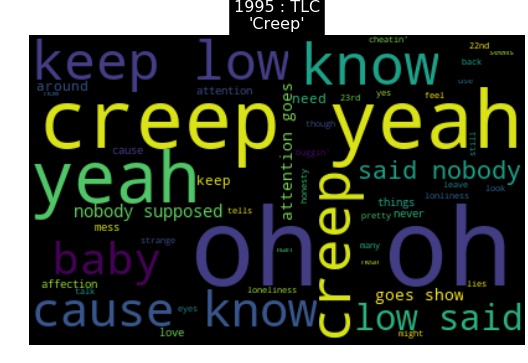 1995 : TLC
'Creep'
cheatin'
keep low
know
22nd
seems
back
around
attention
need
23rd
yes
feel
use
creep
yeah
though
attention goes
still
cause
buggin'
yeah
keep
honesty
said nobody
leave
look
lonliness
creep
things
nobody supposed
tells
pretty
never
mess
oh
oh
strange
many
baby
affection
talk
loneliness
lies
goes show
cause know
eyes
love
low said
might